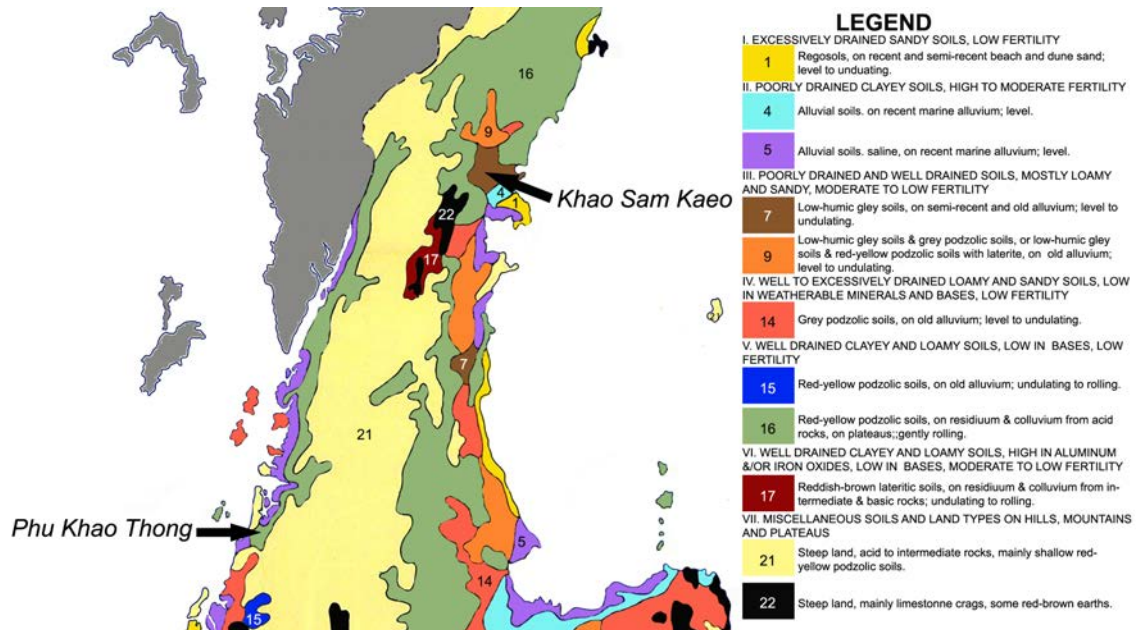 16
9
Khao Sam Kaeo
4
1
22
17
7
21
Phu Khao Thong
5
14
15
LEGEND
I. EXCESSIVELY DRAINED SANDY SOILS, LOW FERTILITY
1
Regosols, on recent and semi-recent beach and dune sand;
level to unduating.
II. POORLY DRAINED CLAYEY SOILS, HIGH TO MODERATE FERTILITY
4
Alluvial soils. on recent marine alluvium; level.
5
Alluvial soils. saline, on recent marine alluvium; level.
III. POORLY DRAINED AND WELL DRAINED SOILS, MOSTLY LOAMY
AND SANDY, MODERATE TO LOW FERTILITY
7
Low-humic gley soils, on semi-recent and old alluvium; level to
undulating.
9
Low-humic gley soils & grey podzolic soils, or low-humic gley
soils & red-yellow podzolic soils with laterite, on old alluvium;
level to undulating.
IV. WELL TO EXCESSIVELY DRAINED LOAMY AND SANDY SOILS, LOW
IN WEATHERABLE MINERALS AND BASES, LOW FERTILITY
14
Grey podzolic soils, on old alluvium; level to undulating.
V. WELL DRAINED CLAYEY AND LOAMY SOILS, LOW IN BASES, LOW
FERTILITY
15
Red-yellow podzolic soils, on old alluvium; undulating to rolling.
16
Red-yellow podzolic soils, on residiuum & colluvium from acid
rocks, on plateaus;;gently rolling.
VI. WELL DRAINED CLAYEY AND LOAMY SOILS, HIGH IN ALUMINUM
&/OR IRON OXIDES, LOW IN BASES, MODERATE TO LOW FERTILITY
17
Reddish-brown lateritic soils, on residiuum & colluvium from in-
termediate & basic rocks; undulating to rolling.
VII. MISCELLANEOUS SOILS AND LAND TYPES ON HILLS, MOUNTAINS
AND PLATEAUS
21
Steep land, acid to intermediate rocks, mainly shallow red-
yellow podzolic soils.
22
Steep land, mainly limestonne crags, some red-brown earths.